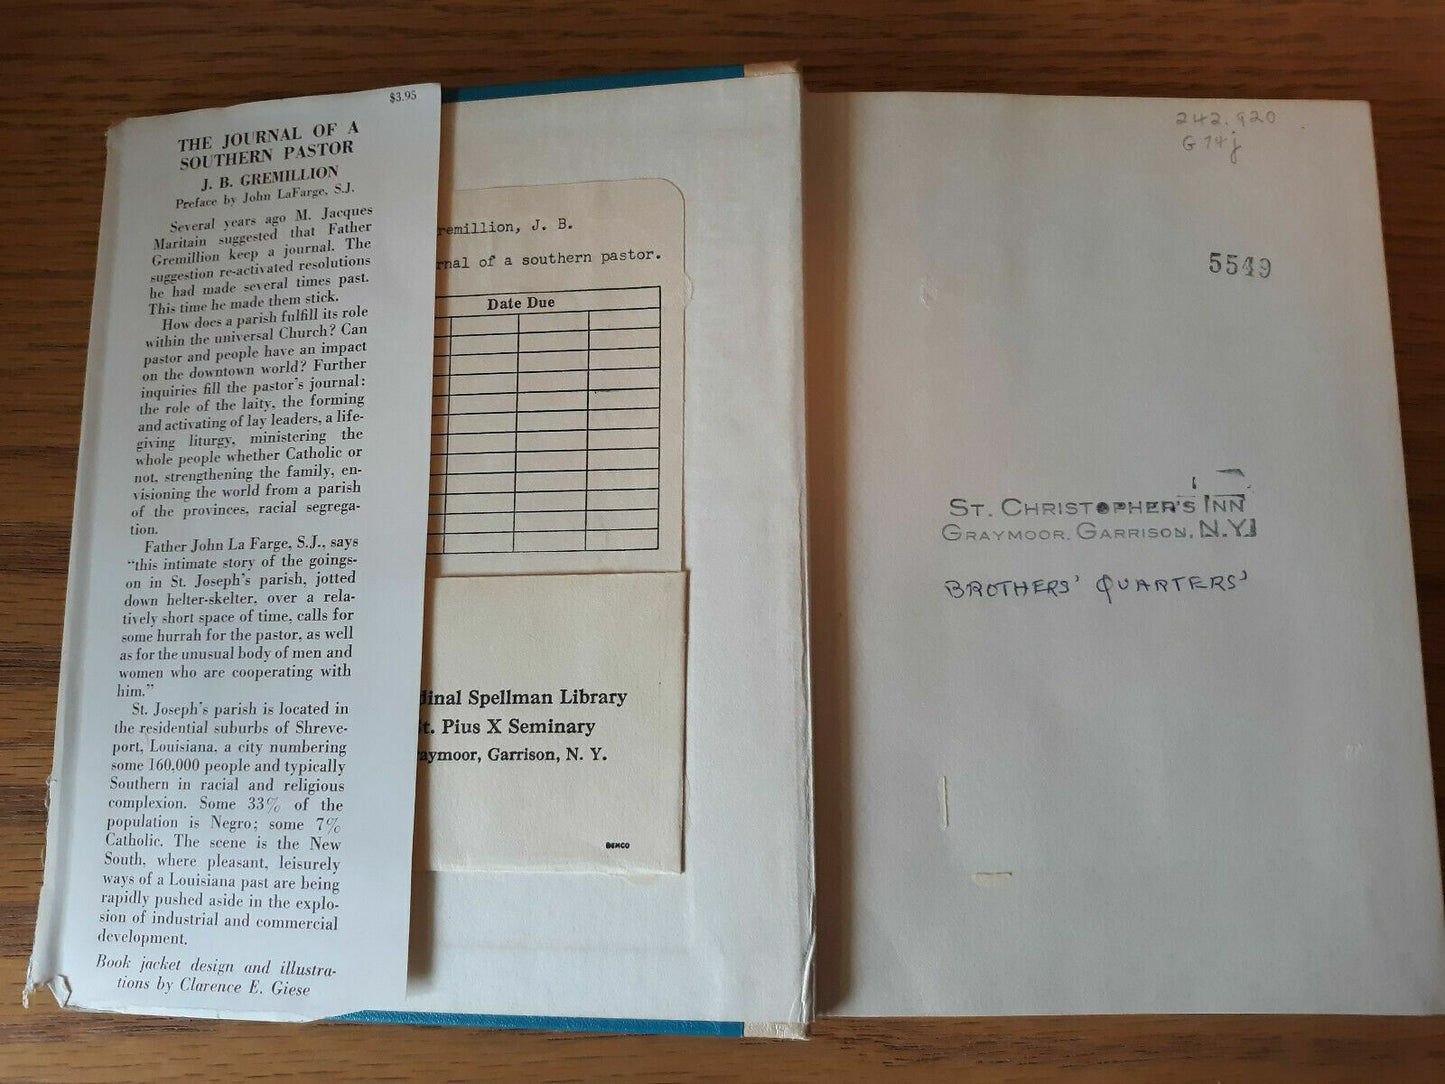 $3.95
THE JOURNAL OF A
SOUTHERN PASTOR
J. B. GREMILLION
Preface by John LaFarge, S.J.
Several years ago M. Jacques
Maritain suggested that Father
Gremillion keep a journal. The
suggestion re-activated resolutions
he had made several times past.
This time he made them stick.
How does a parish fulfill its role
within the universal Church? Can
pastor and people have an impact
on the downtown world? Further
inquiries fill the pastor's journal:
the role of the laity, the forming
and activating of lay leaders, a life-
giving liturgy, ministering the
whole people whether Catholic or
not, strengthening the family, en-
visioning the world from a parish
of the provinces, racial segrega-
tion.
Father John La Farge, S.J., says
"this intimate story of the goings-
on in St. Joseph's parish, jotted
down helter-skelter, over a rela-
tively short space of time, calls for
some hurrah for the pastor, as well
as for the unusual body of men and
women who are cooperating with
him."
St. Joseph's parish is located in
the residential suburbs of Shreve-
port, Louisiana, a city numbering
some 160,000 people and typically
Southern in racial and religious
complexion. Some 33% of the
population is Negro; some 7%
Catholic. The scene is the New
South, where pleasant, leisurely
ways of a Louisiana past are being
rapidly pushed aside in the explo-
sion of industrial and commercial
development.
Book jacket design and illustra-
tions by Clarence E. Giese
remillion, J. B.
rnal of a southern pastor.
Date Due
dinal Spellman Library
t. Pius X Seminary
aymoor, Garrison, N. Y.
DEMCO
242.920
G74j
5549
ST. CHRISTOPHER'S INN
GRAYMOOR, GARRISON, N.Y.
BROTHERS' QUARTERS'